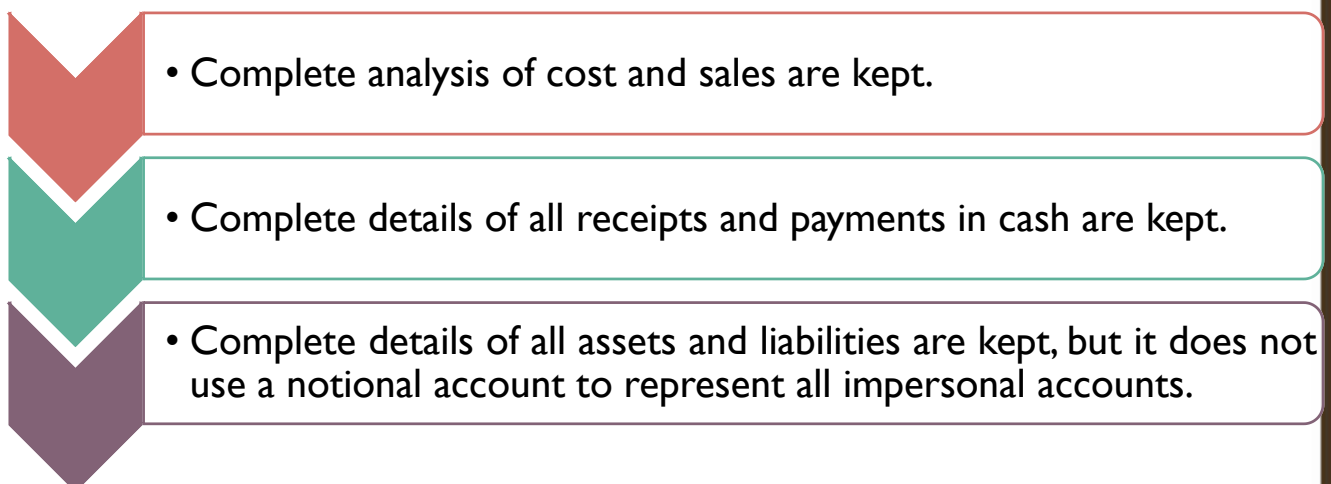 • Complete analysis of cost and sales are kept.
• Complete details of all receipts and payments in cash are kept.
• Complete details of all assets and liabilities are kept, but it does not
use a notional account to represent all impersonal accounts.